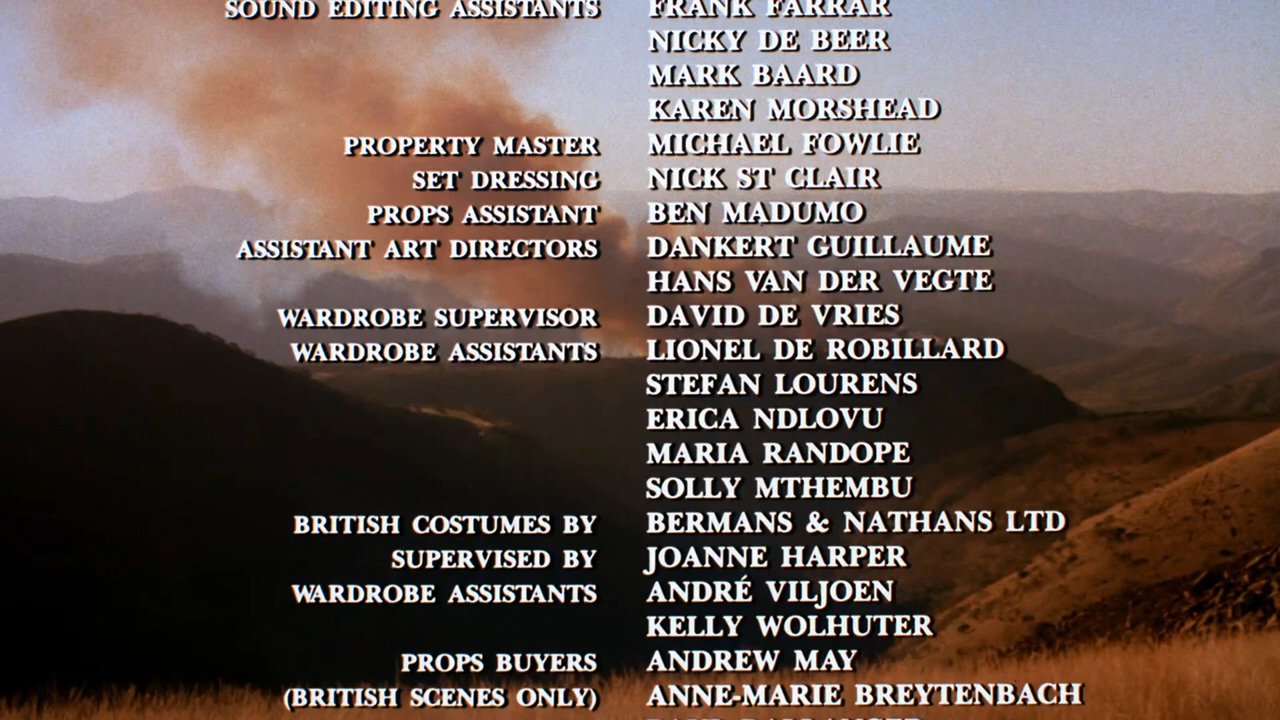 SOUND EDITING ASSISTANTS FRANK FARRAR
NICKY DE BEER
MARK BAARD
KAREN MORSHEAD
PROPERTY MASTER MICHAEL FOWLIE
SET DRESSING NICK ST CLAIR
PROPS ASSISTANT BEN MADUMO
ASSISTANT ART DIRECTORS DANKERT GUILLAUME
HANS VAN DER VEGTE
WARDROBE SUPERVISOR DAVID DE VRIES
WARDROBE ASSISTANTS LIONEL DE ROBILLARD
STEFAN LOURENS
ERICA NDLOVU
MARIA RANDOPE
SOLLY MTHEMBU
BRITISH COSTUMES BY BERMANS & NATHANS LTD
SUPERVISED BY JOANNE HARPER
WARDROBE ASSISTANTS ANDRÉ VILJOEN
KELLY WOLHUTER
PROPS BUYERS ANDREW MAY
(BRITISH SCENES ONLY) ANNE-MARIE BREYTENBACH